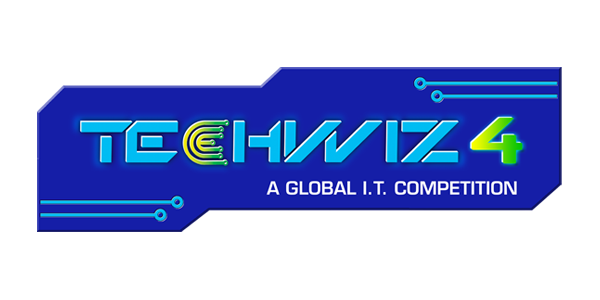 TECHWIZ 4
A GLOBAL I.T. COMPETITION